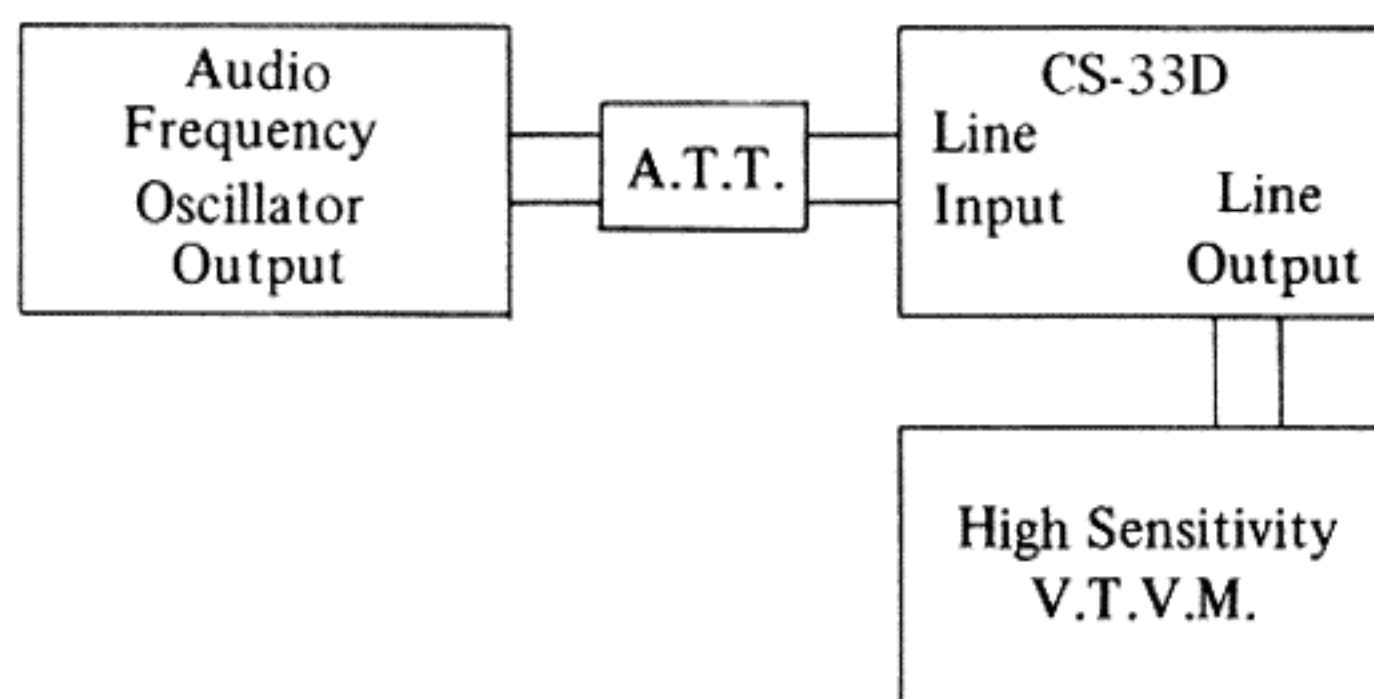 Audio
Frequency
Oscillator
Output
A.T.T.
CS-33D
Line
Input
Line
Output
High Sensitivity
V.T.V.M.